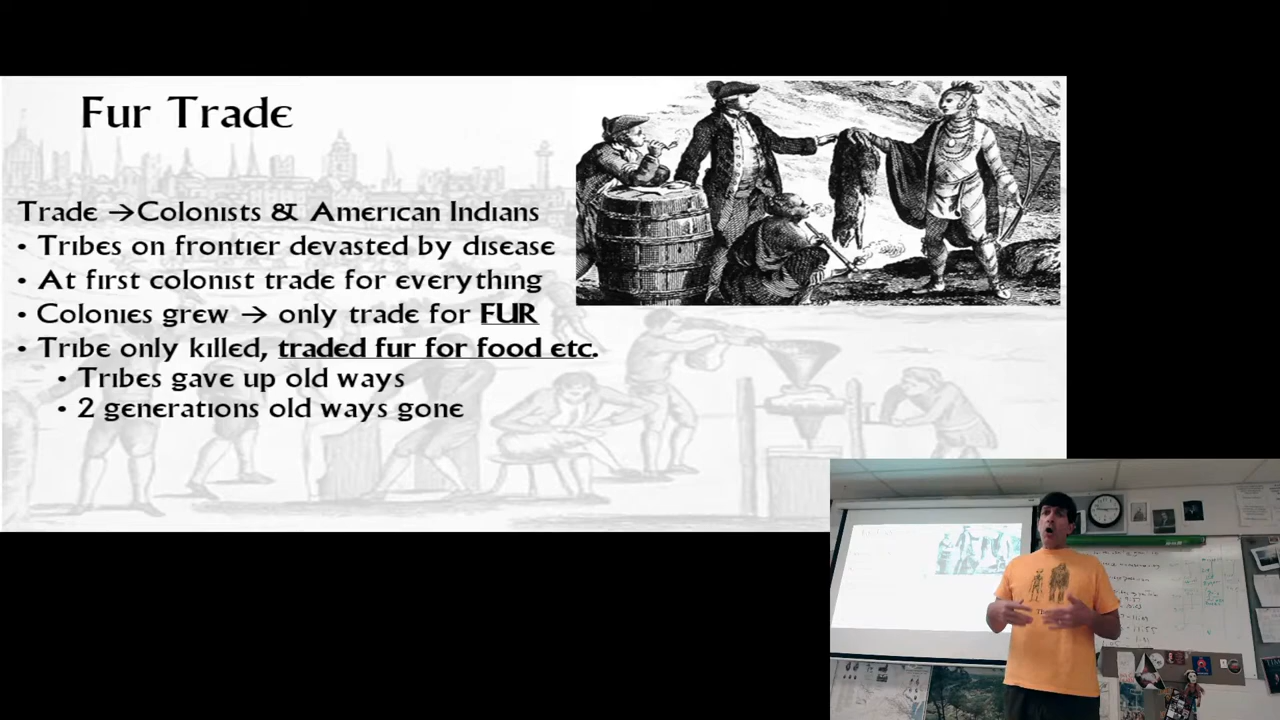 Fur Trade
Trade →Colonists & American Indians
• Tribes on frontier devasted by disease
• At first colonist trade for everything
• Colonies grew → only trade for FUR
• Tribe only killed, traded fur for food etc.
• Tribes gave up old ways
• 2 generations old ways gone